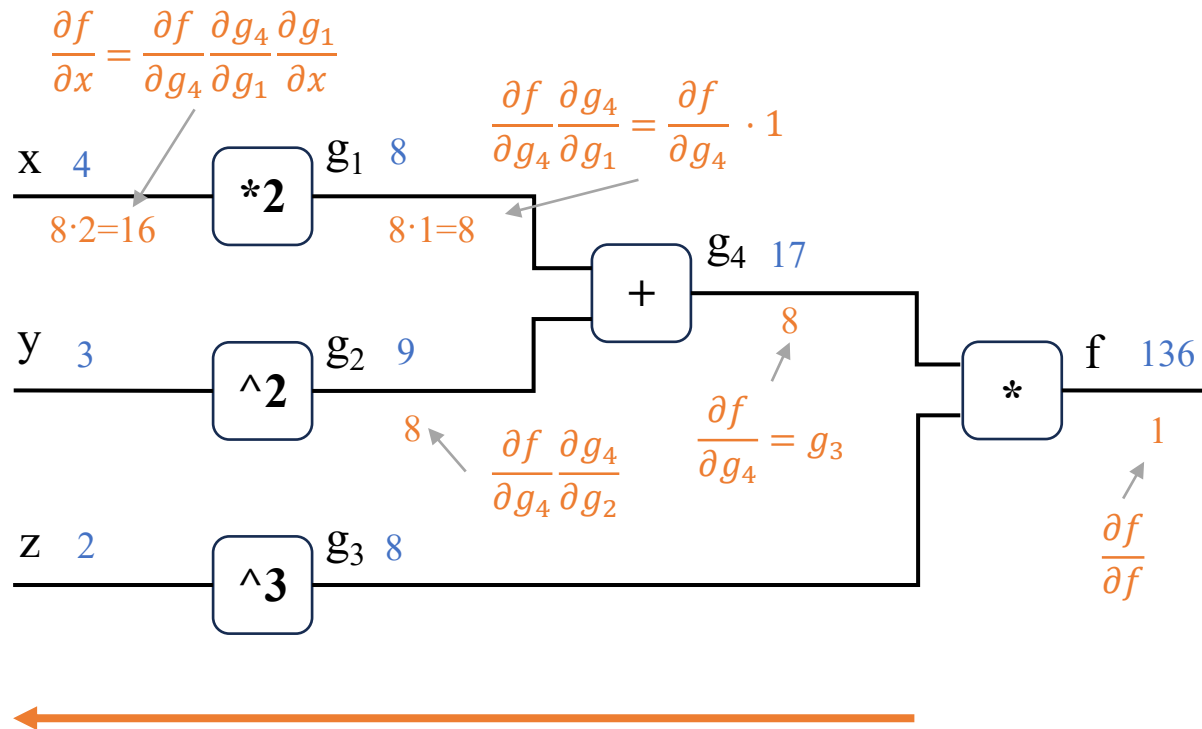 ∂f/∂x = ∂f/∂g₄ ∂g₄/∂g₁ ∂g₁/∂x
∂f/∂g₄ ∂g₄/∂g₁ = ∂f/∂g₄ · 1
x 4
*2
g₁ 8
8·2=16
8·1=8
+
g₄ 17
8
y 3
^2
g₂ 9
8
∂f/∂g₄ ∂g₄/∂g₂
∂f/∂g₄ = g₃
*
f 136
1
∂f/∂f
z 2
^3
g₃ 8